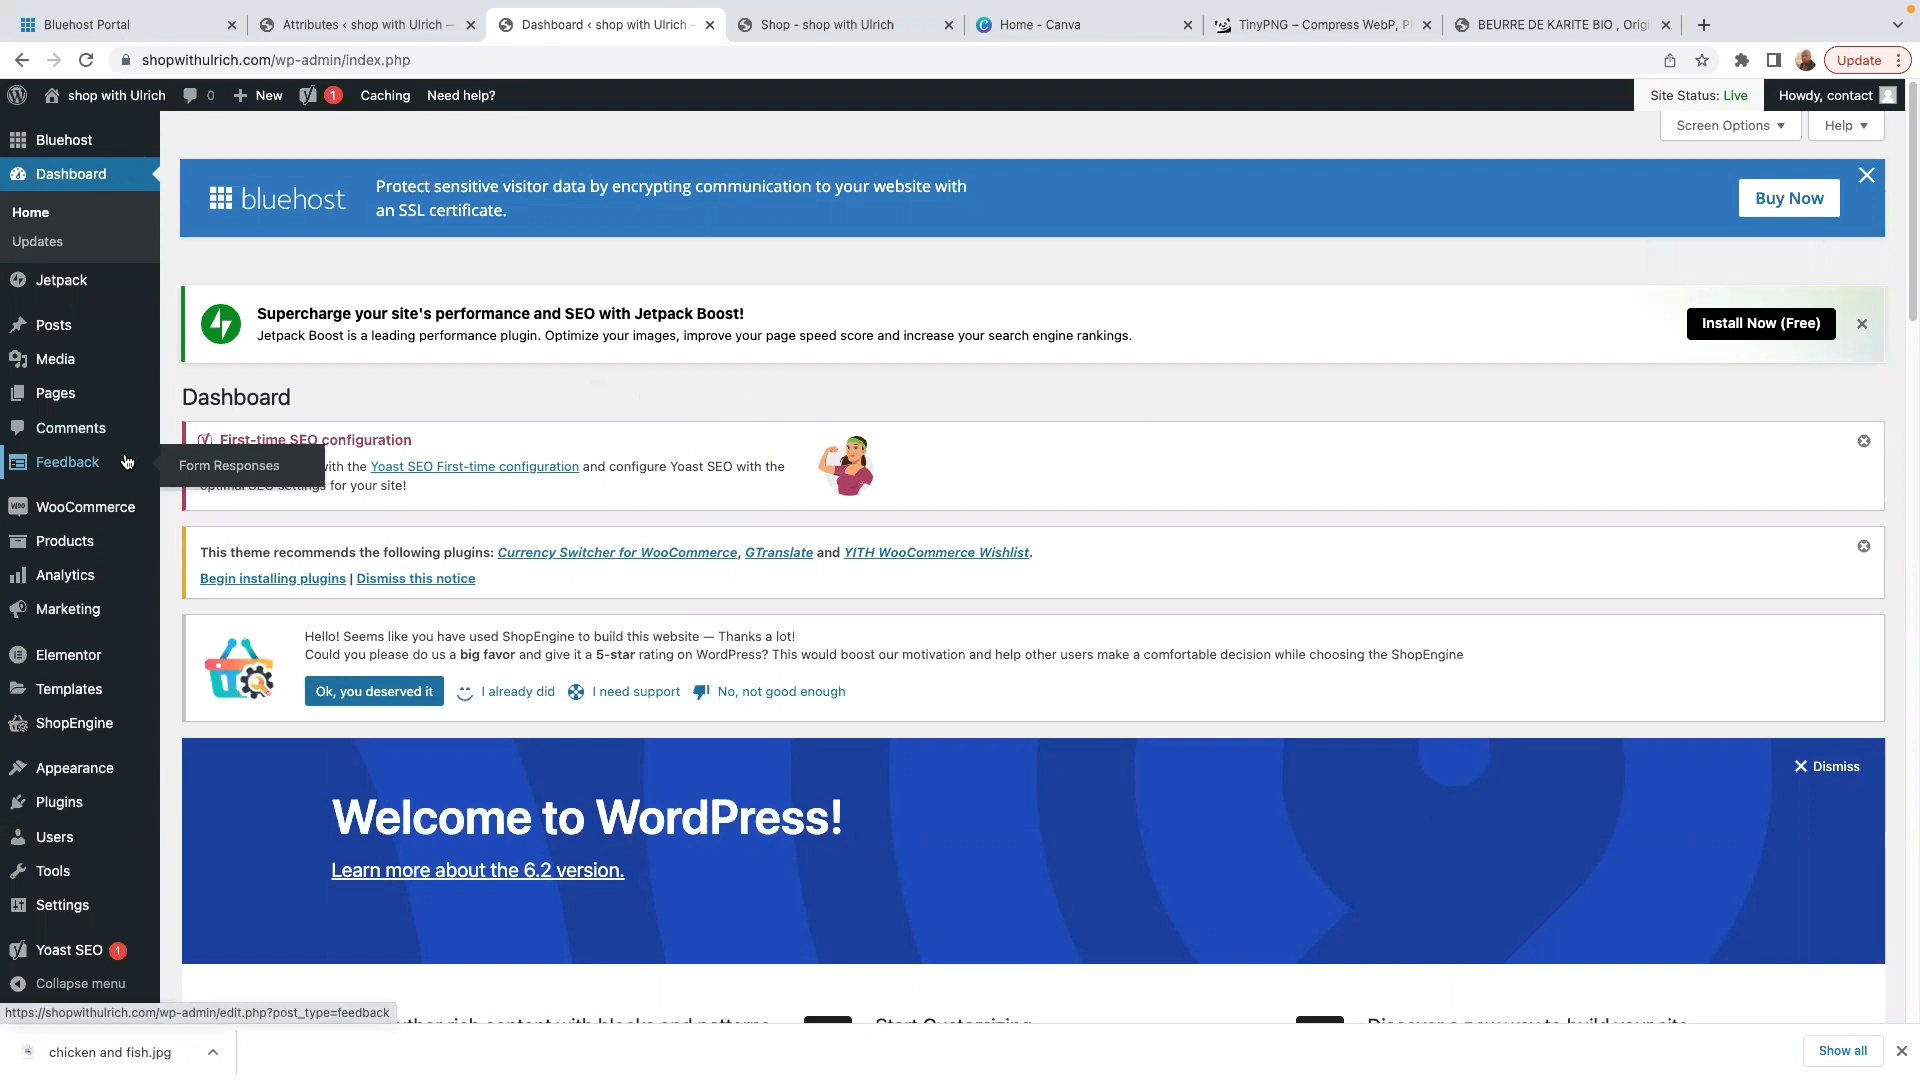 Bluehost Portal
Attributes ‹ shop with Ulrich —
Dashboard ‹ shop with Ulrich –
Shop - shop with Ulrich
Home - Canva
TinyPNG – Compress WebP, P
BEURRE DE KARITE BIO , Orig
shopwithulrich.com/wp-admin/index.php
Update
shop with Ulrich
0
New
1
Caching
Need help?
Site Status: Live
Howdy, contact
Bluehost
Dashboard
Home
Updates
Jetpack
Posts
Media
Pages
Comments
Feedback
Form Responses
WooCommerce
Products
Analytics
Marketing
Elementor
Templates
ShopEngine
Appearance
Plugins
Users
Tools
Settings
Yoast SEO 1
Collapse menu
Screen Options
Help
bluehost
Protect sensitive visitor data by encrypting communication to your website with
an SSL certificate.
Buy Now
Supercharge your site's performance and SEO with Jetpack Boost!
Jetpack Boost is a leading performance plugin. Optimize your images, improve your page speed score and increase your search engine rankings.
Install Now (Free)
Dashboard
First-time SEO configuration
with the Yoast SEO First-time configuration and configure Yoast SEO with the
optimal SEO settings for your site!
This theme recommends the following plugins: Currency Switcher for WooCommerce, GTranslate and YITH WooCommerce Wishlist.
Begin installing plugins | Dismiss this notice
Hello! Seems like you have used ShopEngine to build this website — Thanks a lot!
Could you please do us a big favor and give it a 5-star rating on WordPress? This would boost our motivation and help other users make a comfortable decision while choosing the ShopEngine
Ok, you deserved it
I already did
I need support
No, not good enough
Dismiss
Welcome to WordPress!
Learn more about the 6.2 version.
https://shopwithulrich.com/wp-admin/edit.php?post_type=feedback
chicken and fish.jpg
Show all